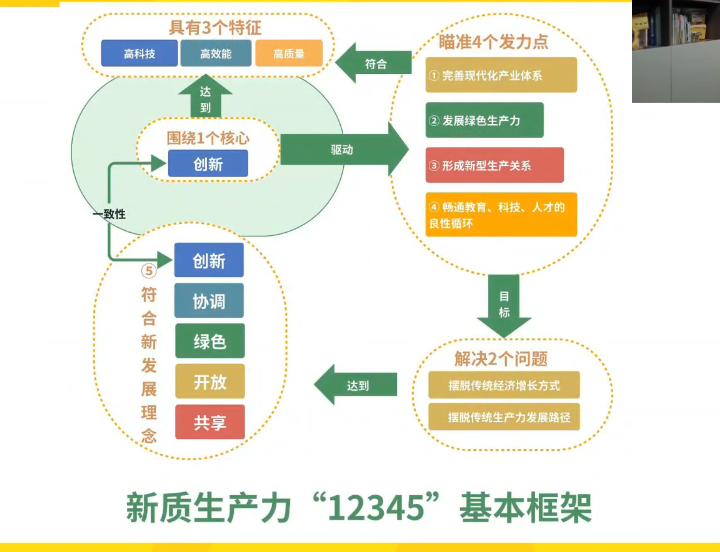 具有3个特征
高科技
高效能
高质量
符合
瞄准4个发力点
① 完善现代化产业体系
② 发展绿色生产力
③ 形成新型生产关系
④ 畅通教育、科技、人才的
良性循环
达
到
围绕1个核心
创新
驱动
一致性
⑤
符
合
新
发
展
理
念
创新
协调
绿色
开放
共享
目
标
解决2个问题
摆脱传统经济增长方式
摆脱传统生产力发展路径
达到
新质生产力“12345”基本框架